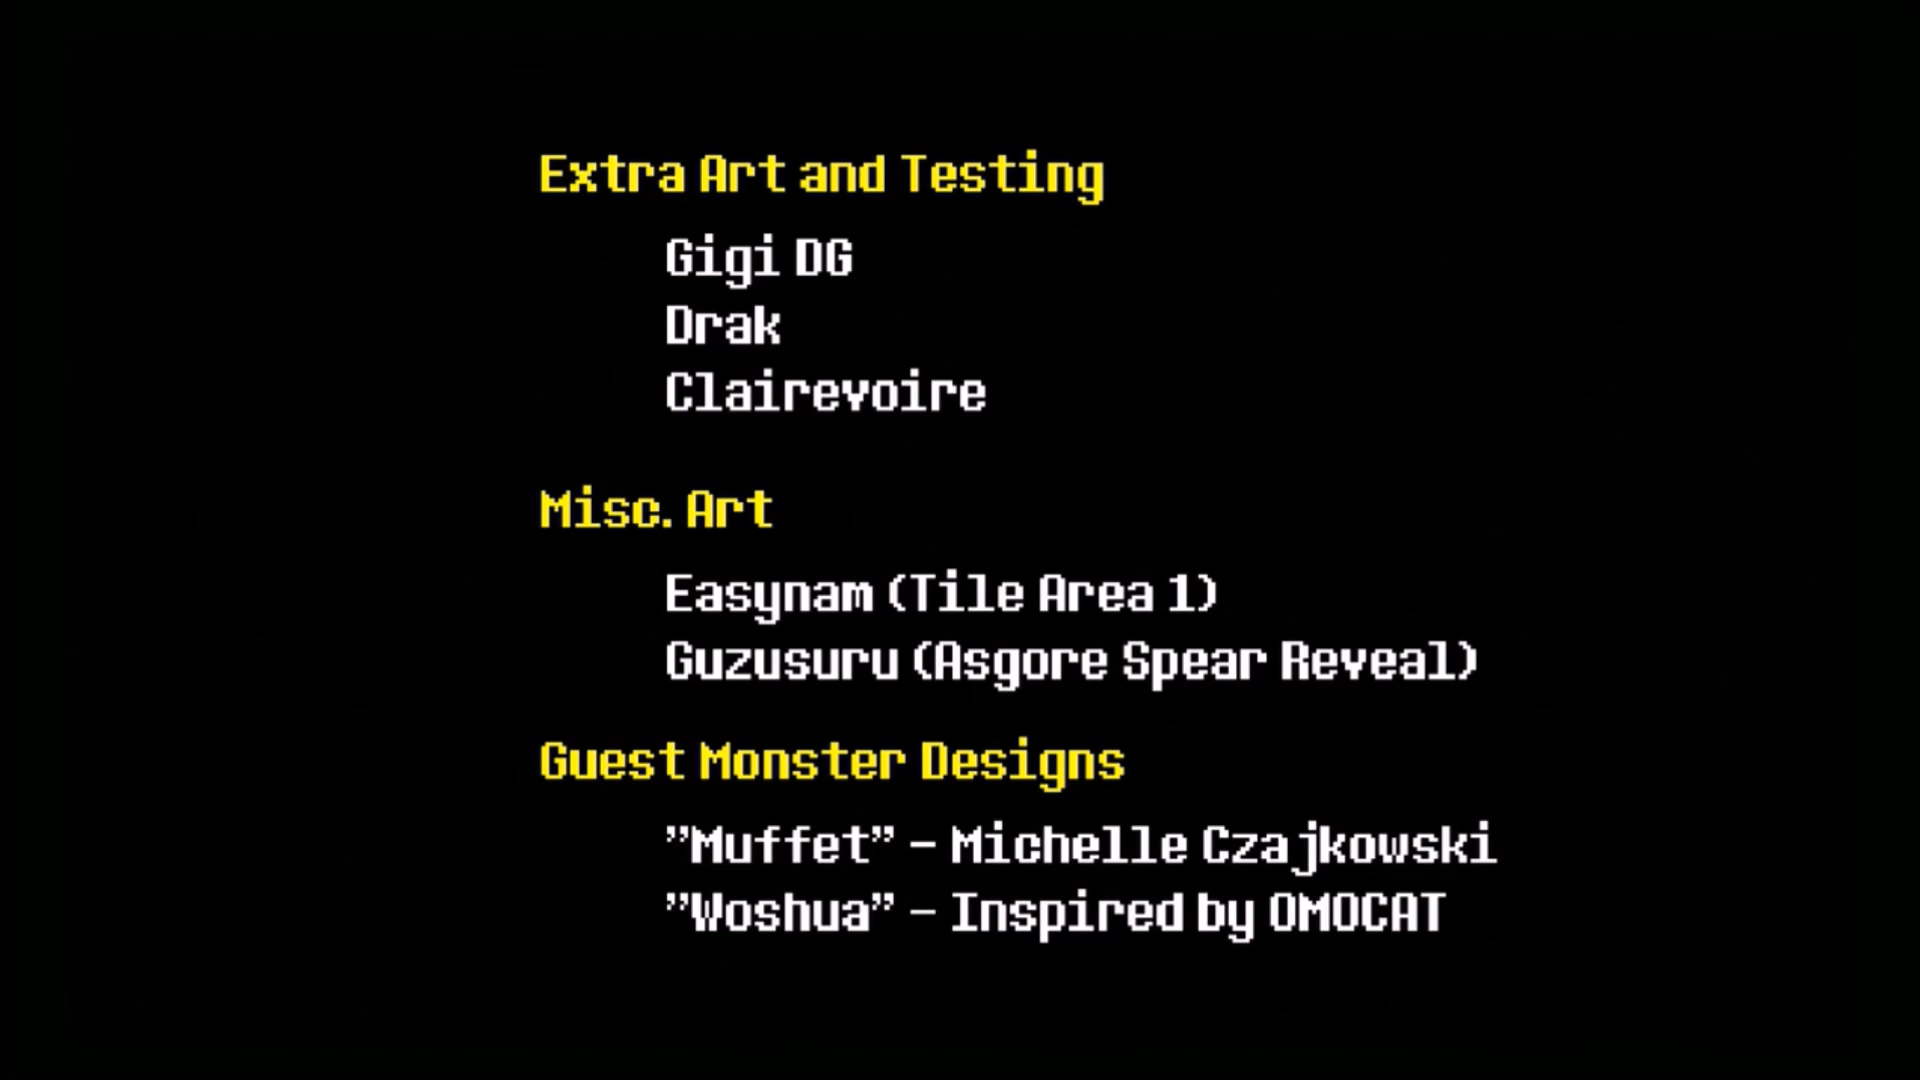 Extra Art and Testing
Gigi DG
Drak
Clairevoire
Misc. Art
Easynam (Tile Area 1)
Guzusuru (Asgore Spear Reveal)
Guest Monster Designs
”Muffet” – Michelle Czajkowski
”Woshua” – Inspired by OMOCAT